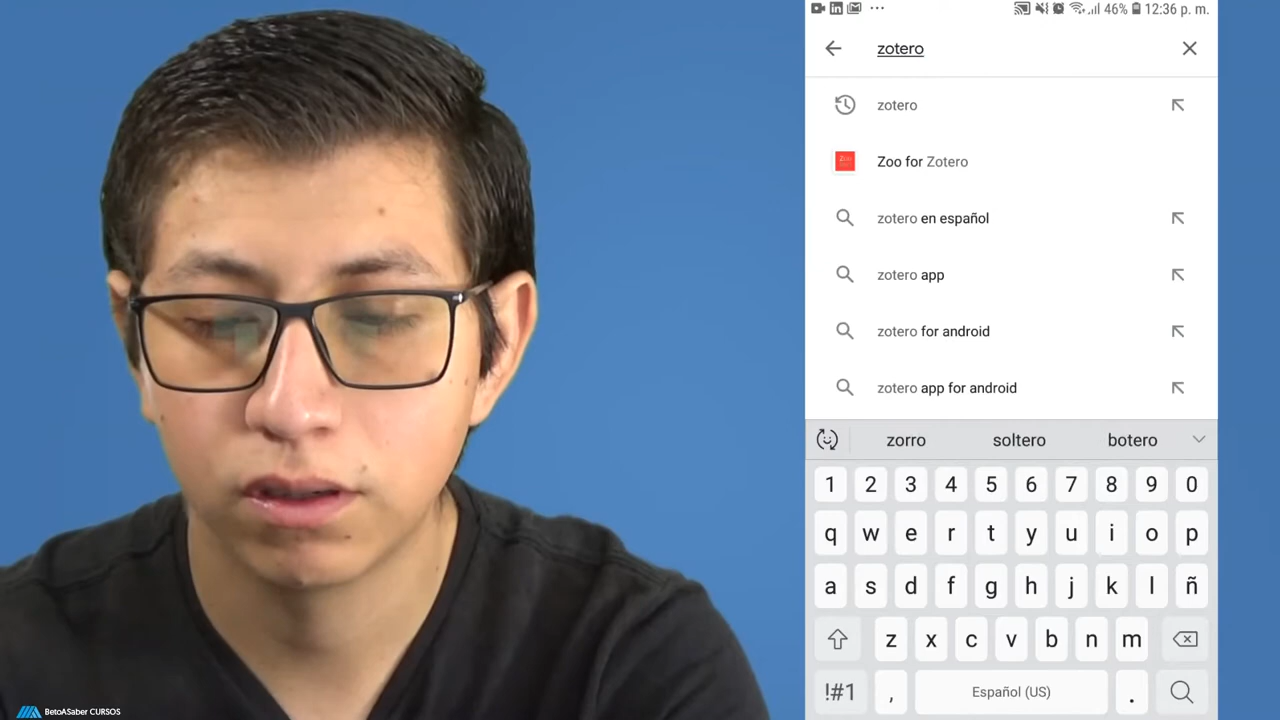 46% 12:36 p. m.
zotero
zotero
Zoo for Zotero
zotero en español
zotero app
zotero for android
zotero app for android
zorro soltero botero
1 2 3 4 5 6 7 8 9 0
q w e r t y u i o p
a s d f g h j k l ñ
z x c v b n m
!#1 , Español (US) .
BetoASaber CURSOS